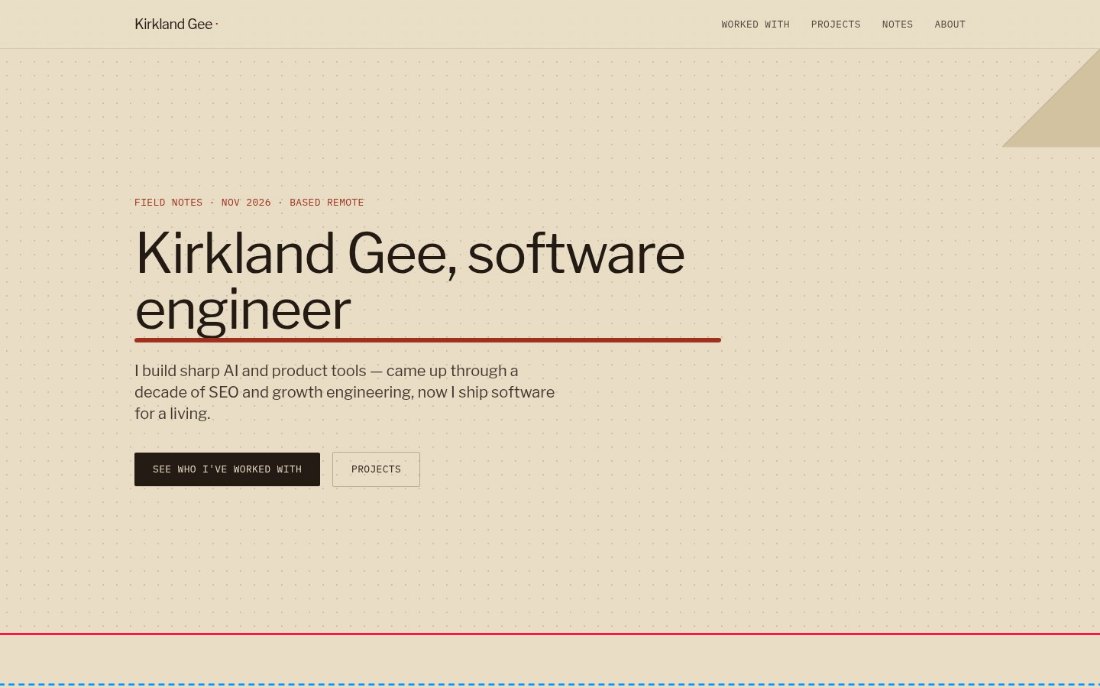 Kirkland Gee ·
WORKED WITH PROJECTS NOTES ABOUT
FIELD NOTES · NOV 2026 · BASED REMOTE
Kirkland Gee, software
engineer
I build sharp AI and product tools — came up through a
decade of SEO and growth engineering, now I ship software
for a living.
SEE WHO I'VE WORKED WITH PROJECTS